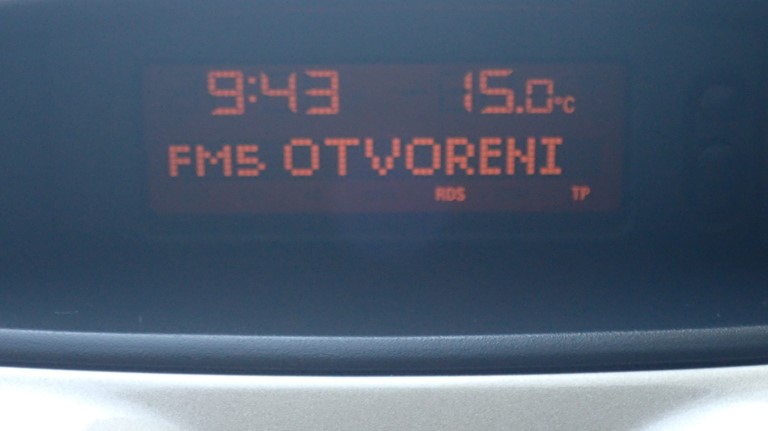 9:43 15.0°C
FM5 OTVORENI
RDS TP